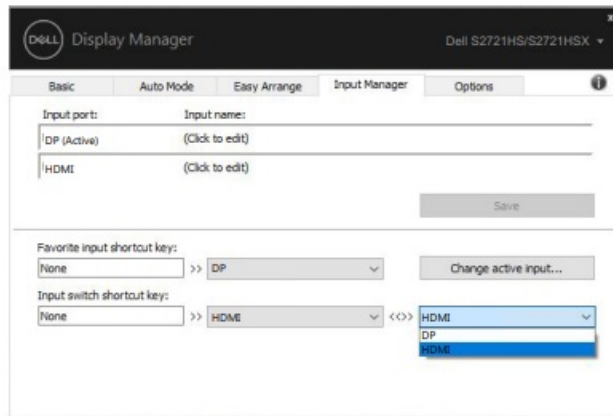 DELL Display Manager Dell S2721HS/S2721HSX
Basic Auto Mode Easy Arrange Input Manager Options
Input port: Input name:
DP (Active) (Click to edit)
HDMI (Click to edit)
Save
Favorite input shortcut key:
None >> DP Change active input...
Input switch shortcut key:
None >> HDMI <<>> HDMI
DP
HDMI